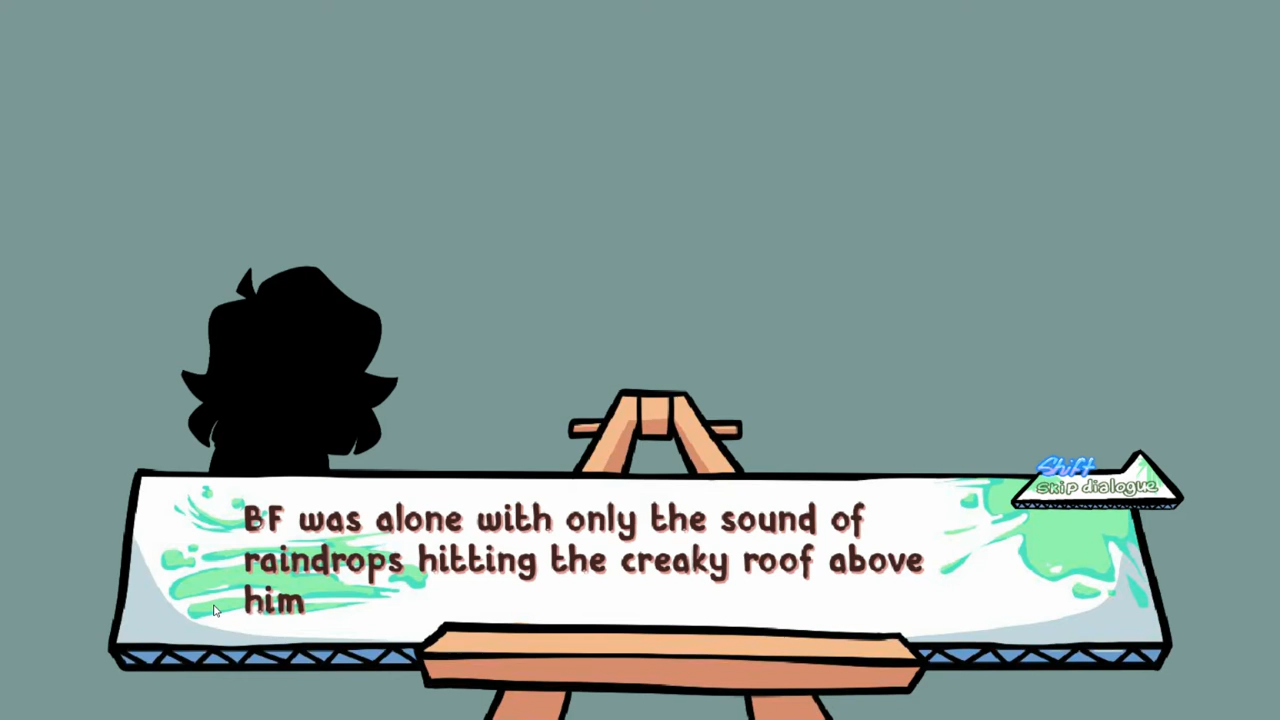 Shift
skip dialogue
BF was alone with only the sound of
raindrops hitting the creaky roof above
him